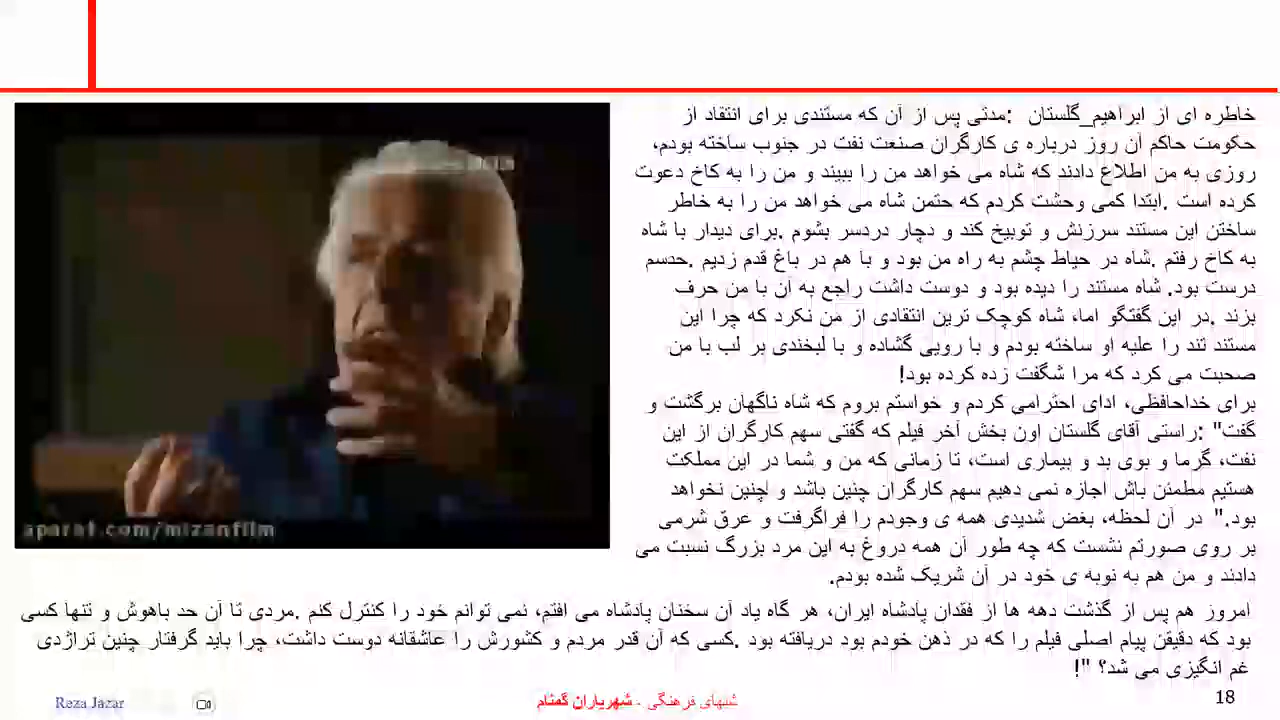 خاطره ای از ابراهیم_گلستان :مدتی پس از آن که مستندی برای انتقاد از
حکومت حاکم آن روز درباره ی کارگران صنعت نفت در جنوب ساخته بودم،
روزی به من اطلاع دادند که شاه می خواهد من را ببیند و من را به کاخ دعوت
کرده است .ابتدا کمی وحشت کردم که حتمن شاه می خواهد من را به خاطر
ساختن این مستند سرزنش و توبیخ کند و دچار دردسر بشوم .برای دیدار با شاه
به کاخ رفتم .شاه در حیاط چشم به راه من بود و با هم در باغ قدم زدیم .حدسم
درست بود. شاه مستند را دیده بود و دوست داشت راجع به آن با من حرف
بزند .در این گفتگو اما، شاه کوچک ترین انتقادی از من نکرد که چرا این
مستند تند را علیه او ساخته بودم و با رویی گشاده و با لبخندی بر لب با من
صحبت می کرد که مرا شگفت زده کرده بود!
برای خداحافظی، ادای احترامی کردم و خواستم بروم که شاه ناگهان برگشت و
گفت" :راستی آقای گلستان اون بخش آخر فیلم که گفتی سهم کارگران از این
نفت، گرما و بوی بد و بیماری است، تا زمانی که من و شما در این مملکت
هستیم مطمئن باش اجازه نمی دهیم سهم کارگران چنین باشد و اچنین نخواهد
بود." در آن لحظه، بغض شدیدی همه ی وجودم را فراگرفت و عرق شرمی
بر روی صورتم نشست که چه طور آن همه دروغ به این مرد بزرگ نسبت می
دادند و من هم به نوبه ی خود در آن شریک شده بودم.
امروز هم پس از گذشت دهه ها از فقدان پادشاه ایران، هر گاه یاد آن سخنان پادشاه می افتم، نمی توانم خود را کنترل کنم .مردی تا آن حد باهوش و تنها کسی
بود که دقیقن پیام اصلی فیلم را که در ذهن خودم بود دریافته بود .کسی که آن قدر مردم و کشورش را عاشقانه دوست داشت، چرا باید گرفتار چنین تراژدی
غم انگیزی می شد؟ "!
aparat.com/mizanfilm
Reza Jazar
شبهای فرهنگی - شهریاران گمنام
18